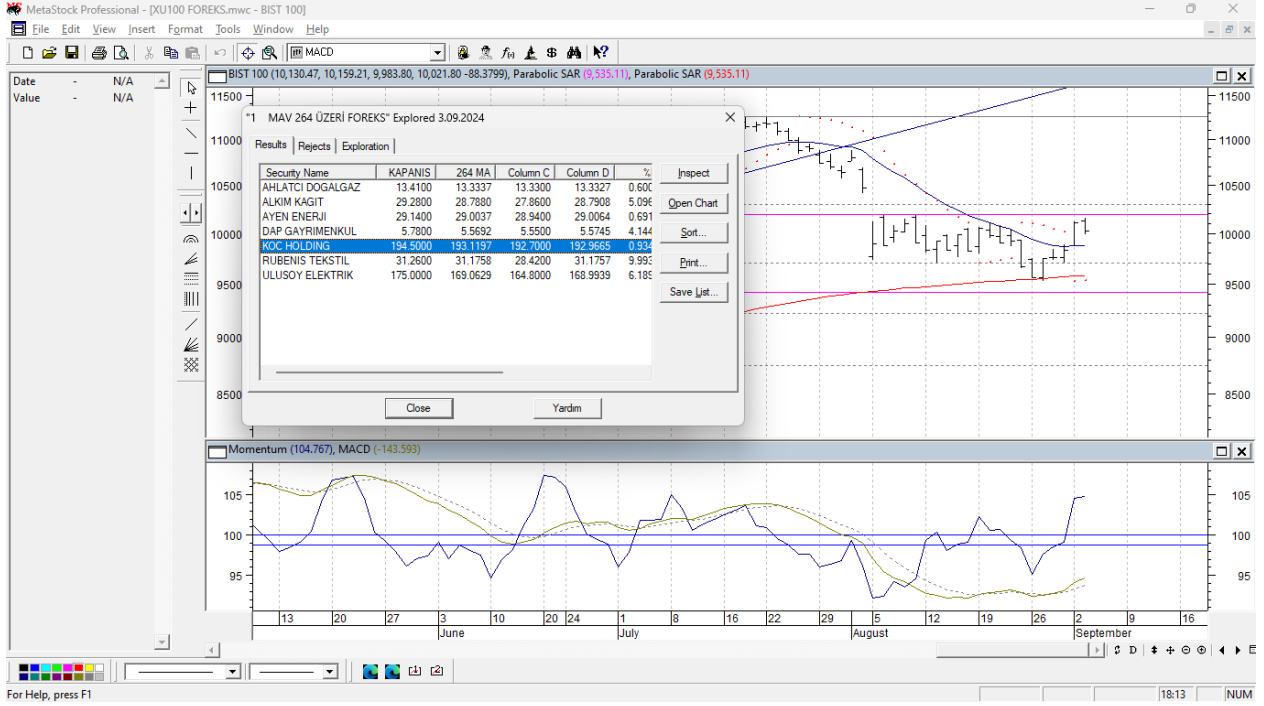 MetaStock Professional - [XU100 FOREKS.mwc - BIST 100]
File Edit View Insert Format Tools Window Help
MACD
Date - N/A
Value - N/A
BIST 100 (10,130.47, 10,159.21, 9,983.80, 10,021.80 -88.3799), Parabolic SAR (9,535.11), Parabolic SAR (9,535.11)
11500 11500
11000 11000
10500 10500
10000 10000
9500 9500
9000 9000
8500 8500
"1 MAV 264 ÜZERİ FOREKS" Explored 3.09.2024
Results Rejects Exploration
Security Name KAPANIS 264 MA Column C Column D %
AHLATCI DOGALGAZ 13.4100 13.3337 13.3300 13.3327 0.600
ALKIM KAGIT 29.2800 28.7880 27.8600 28.7908 5.096
AYEN ENERJI 29.1400 29.0037 28.9400 29.0064 0.691
DAP GAYRIMENKUL 5.7800 5.5692 5.5500 5.5745 4.144
KOC HOLDING 194.5000 193.1197 192.7000 192.9665 0.934
RUBENIS TEKSTIL 31.2600 31.1758 28.4200 31.1757 9.993
ULUSOY ELEKTRIK 175.0000 169.0629 164.8000 168.9939 6.189
Inspect
Open Chart
Sort...
Print...
Save List...
Close Yardım
Momentum (104.767), MACD (-143.593)
105 105
100 100
95 95
13 20 27 3 10 20 24 1 8 16 22 29 5 12 19 26 2 9 16
June July August September
D
For Help, press F1
18:13 NUM